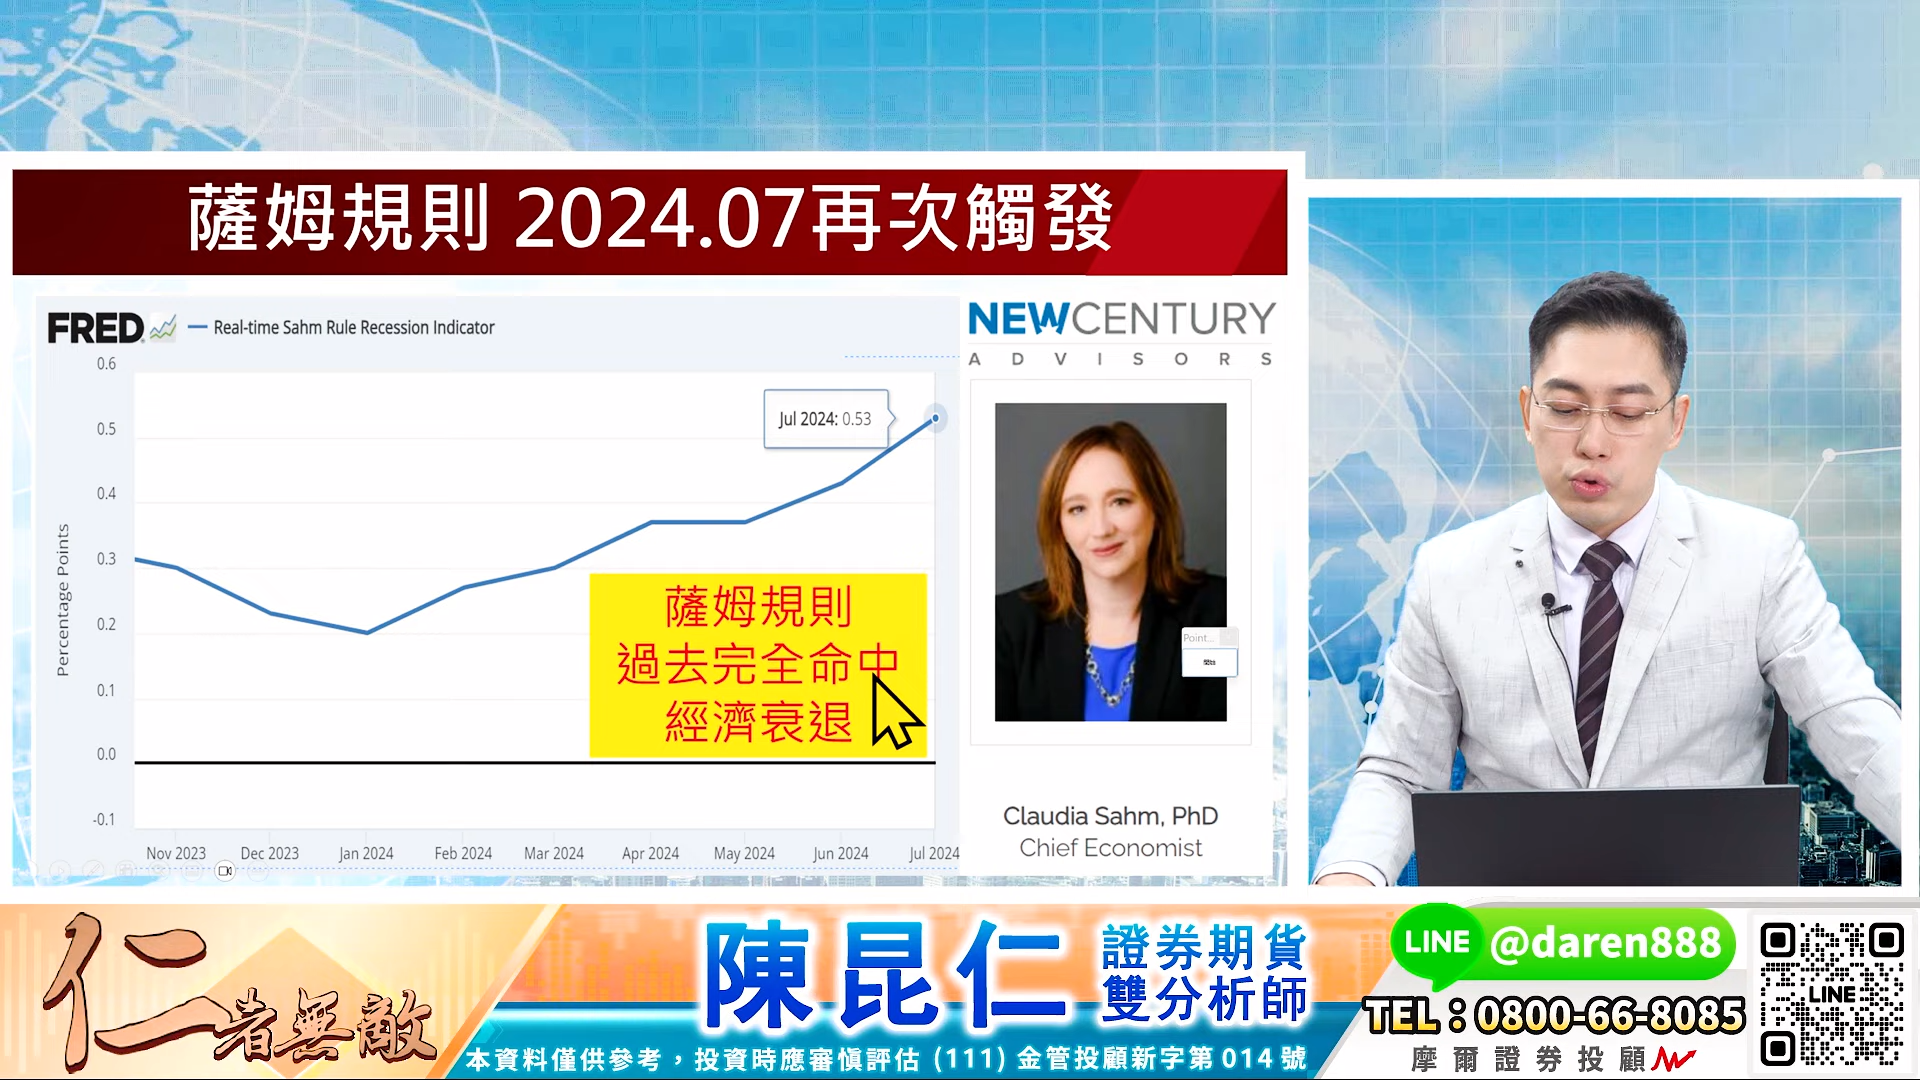 薩姆規則 2024.07再次觸發
FRED
Real-time Sahm Rule Recession Indicator
Percentage Points
0.6
0.5
0.4
0.3
0.2
0.1
0.0
-0.1
Jul 2024: 0.53
薩姆規則
過去完全命中
經濟衰退
Nov 2023
Dec 2023
Jan 2024
Feb 2024
Mar 2024
Apr 2024
May 2024
Jun 2024
Jul 2024
NEWCENTURY
ADVISORS
Point...
Claudia Sahm, PhD
Chief Economist
仁者無敵
陳昆仁
證券期貨
雙分析師
本資料僅供參考，投資時應審慎評估 (111) 金管投顧新字第014號
LINE @daren888
TEL：0800-66-8085
摩爾證券投顧
LINE